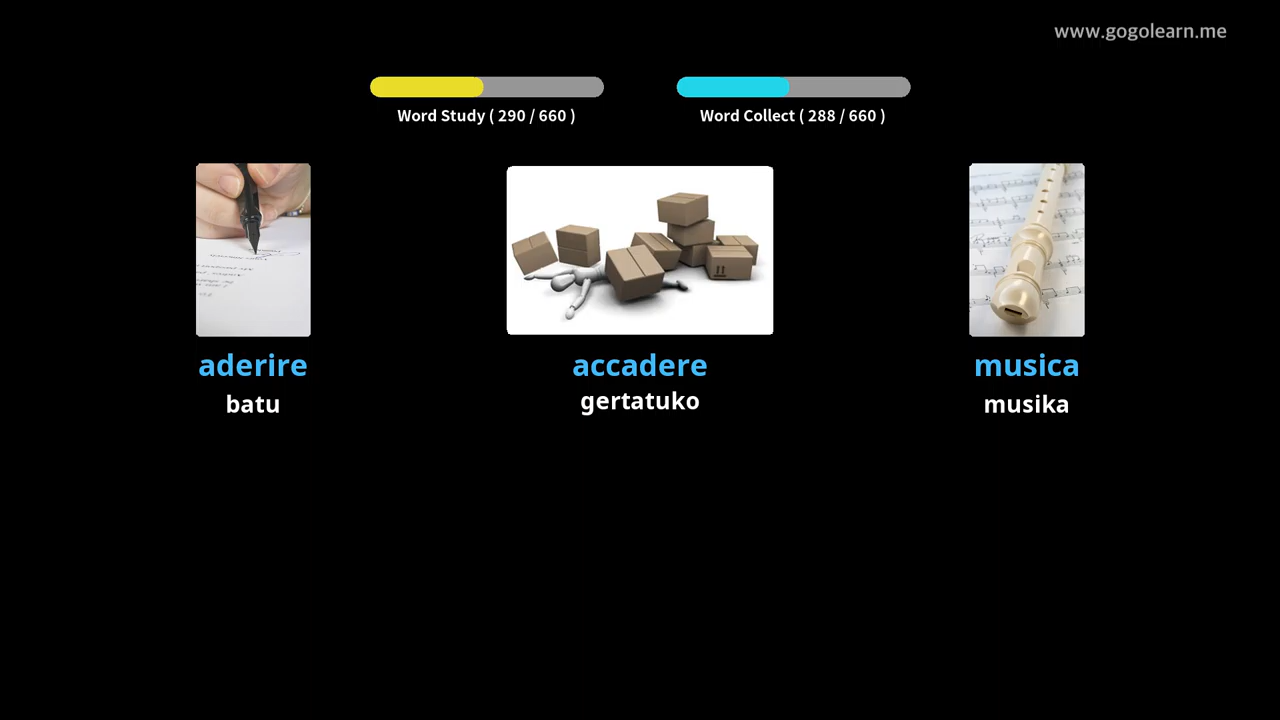 www.gogolearn.me
Word Study ( 290 / 660 )
Word Collect ( 288 / 660 )
aderire
batu
accadere
gertatuko
musica
musika